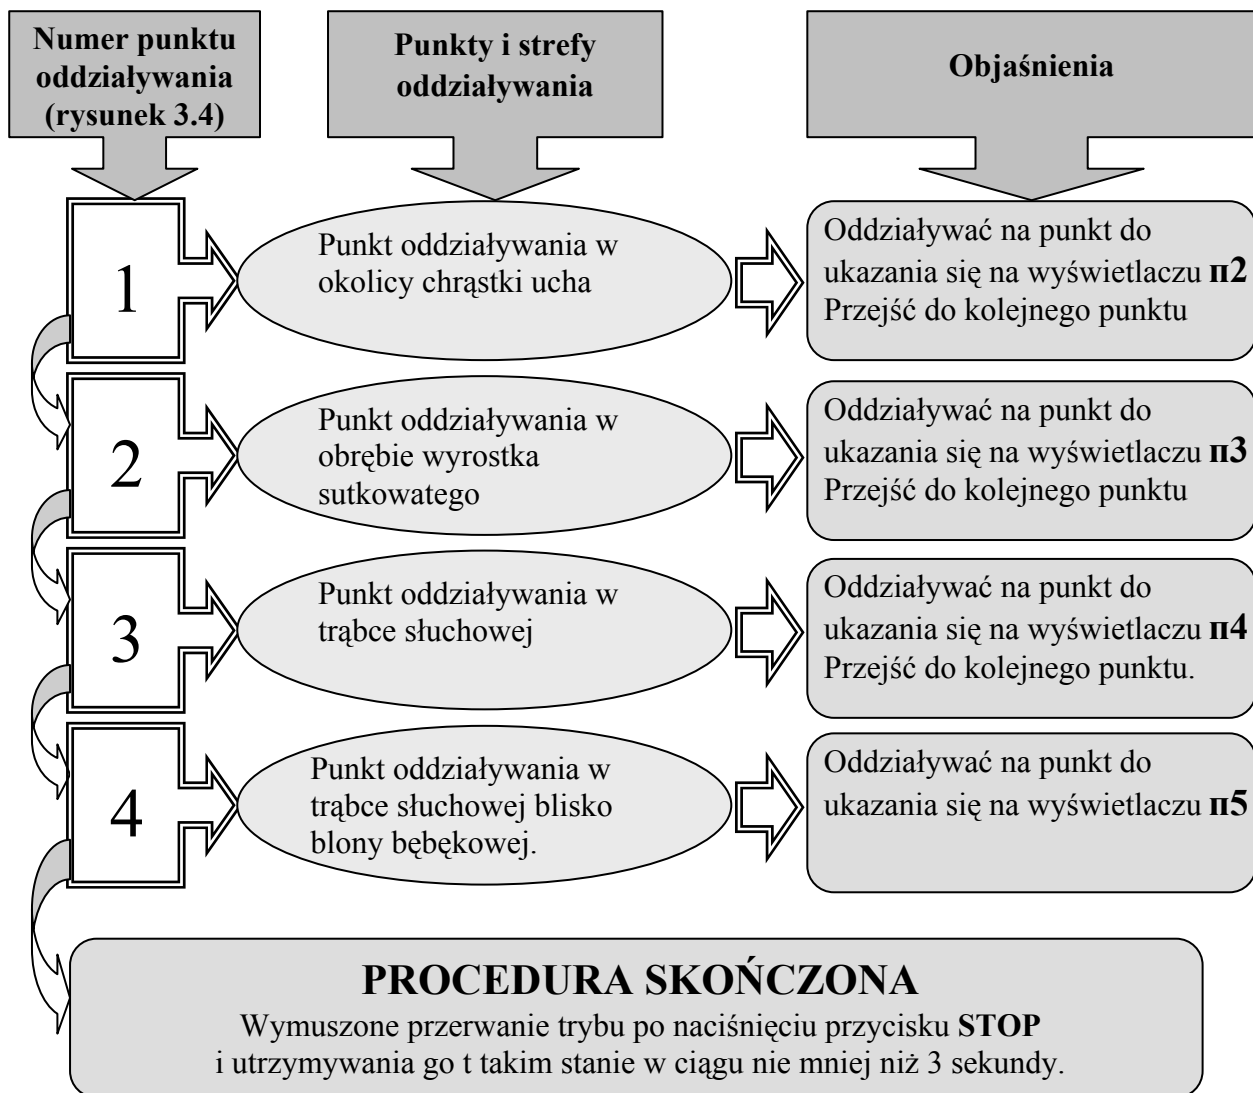 Numer punktu
oddziaływania
(rysunek 3.4)
Punkty i strefy
oddziaływania
Objaśnienia
1
Punkt oddziaływania w
okolicy chrąstki ucha
Oddziaływać na punkt do
ukazania się na wyświetlaczu п2
Przejść do kolejnego punktu
2
Punkt oddziaływania w
obrębie wyrostka
sutkowatego
Oddziaływać na punkt do
ukazania się na wyświetlaczu п3
Przejść do kolejnego punktu
3
Punkt oddziaływania w
trąbce słuchowej
Oddziaływać na punkt do
ukazania się na wyświetlaczu п4
Przejść do kolejnego punktu.
4
Punkt oddziaływania w
trąbce słuchowej blisko
blony bębękowej.
Oddziaływać na punkt do
ukazania się na wyświetlaczu п5
PROCEDURA SKOŃCZONA
Wymuszone przerwanie trybu po naciśnięciu przycisku STOP
i utrzymywania go t takim stanie w ciągu nie mniej niż 3 sekundy.